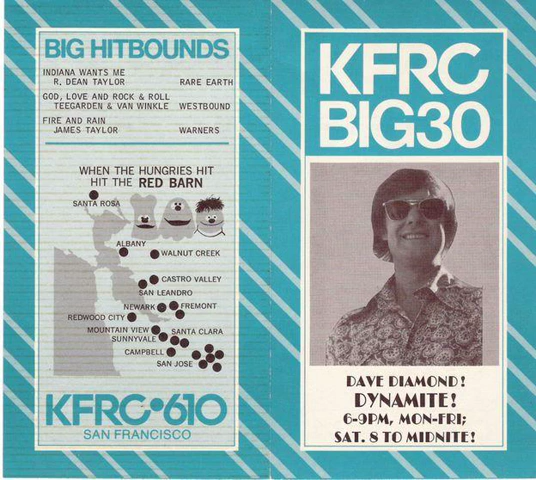 BIG HITBOUNDS
INDIANA WANTS ME
R. DEAN TAYLOR RARE EARTH
GOD, LOVE AND ROCK & ROLL
TEEGARDEN & VAN WINKLE WESTBOUND
FIRE AND RAIN
JAMES TAYLOR WARNERS
WHEN THE HUNGRIES HIT
HIT THE RED BARN
SANTA ROSA
ALBANY
WALNUT CREEK
CASTRO VALLEY
SAN LEANDRO
NEWARK FREMONT
REDWOOD CITY
MOUNTAIN VIEW SANTA CLARA
SUNNYVALE
CAMPBELL
SAN JOSE
KFRC•610
SAN FRANCISCO
KFRC
BIG30
DAVE DIAMOND!
DYNAMITE!
6-9PM, MON-FRI;
SAT. 8 TO MIDNITE!